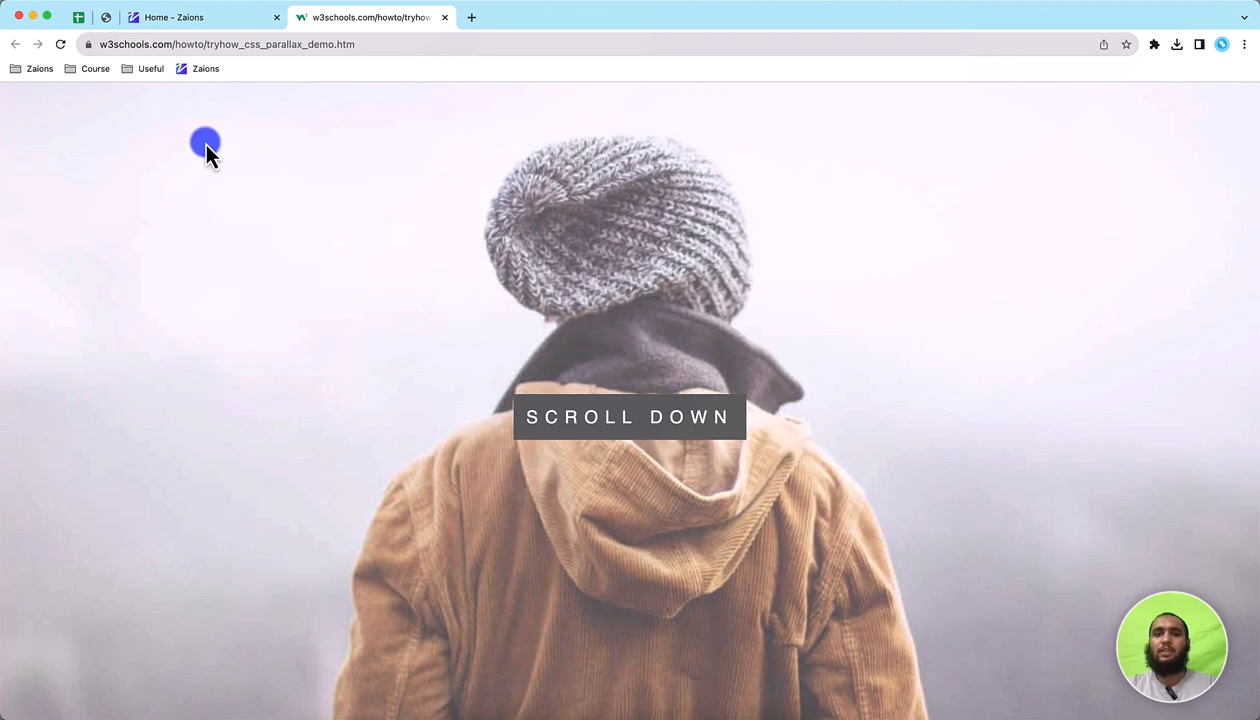 Home - Zaions
w3schools.com/howto/tryhow
w3schools.com/howto/tryhow_css_parallax_demo.htm
Zaions Course Useful Zaions
SCROLL DOWN